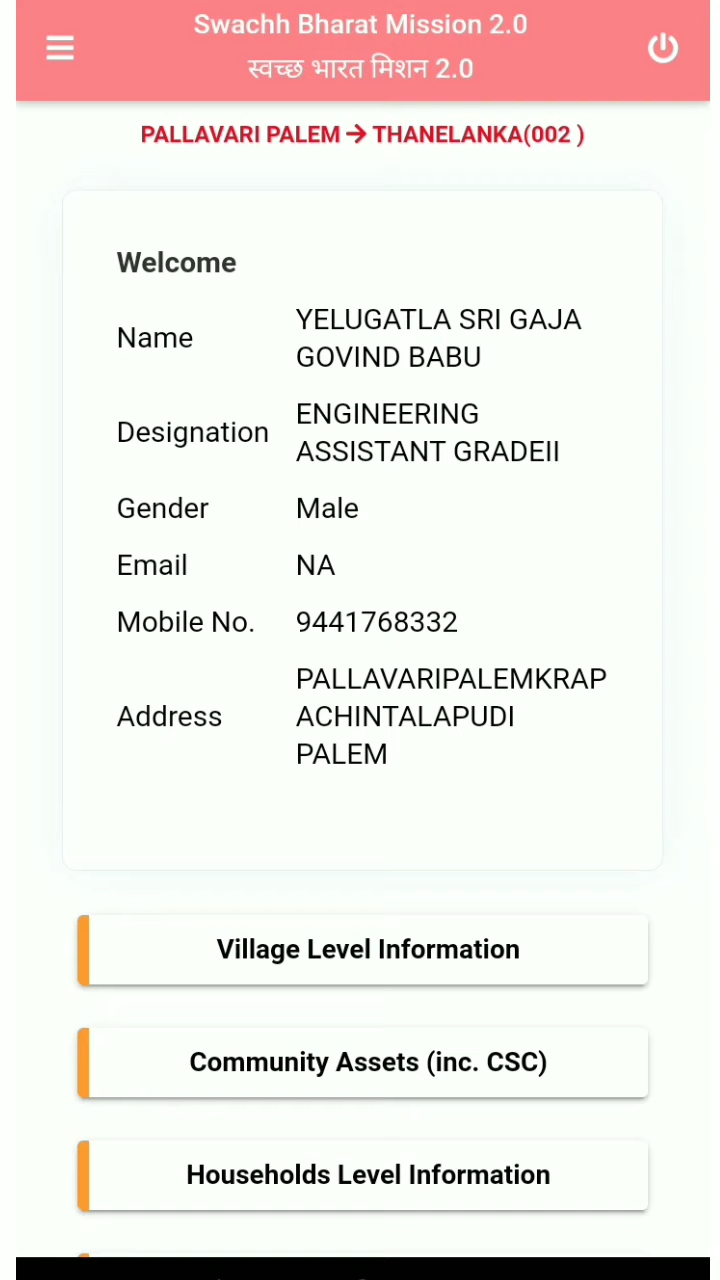 Swachh Bharat Mission 2.0
स्वच्छ भारत मिशन 2.0
PALLAVARI PALEM → THANELANKA(002 )
Welcome
Name YELUGATLA SRI GAJA
GOVIND BABU
Designation ENGINEERING
ASSISTANT GRADEII
Gender Male
Email NA
Mobile No. 9441768332
Address PALLAVARIPALEMKRAP
ACHINTALAPUDI
PALEM
Village Level Information
Community Assets (inc. CSC)
Households Level Information